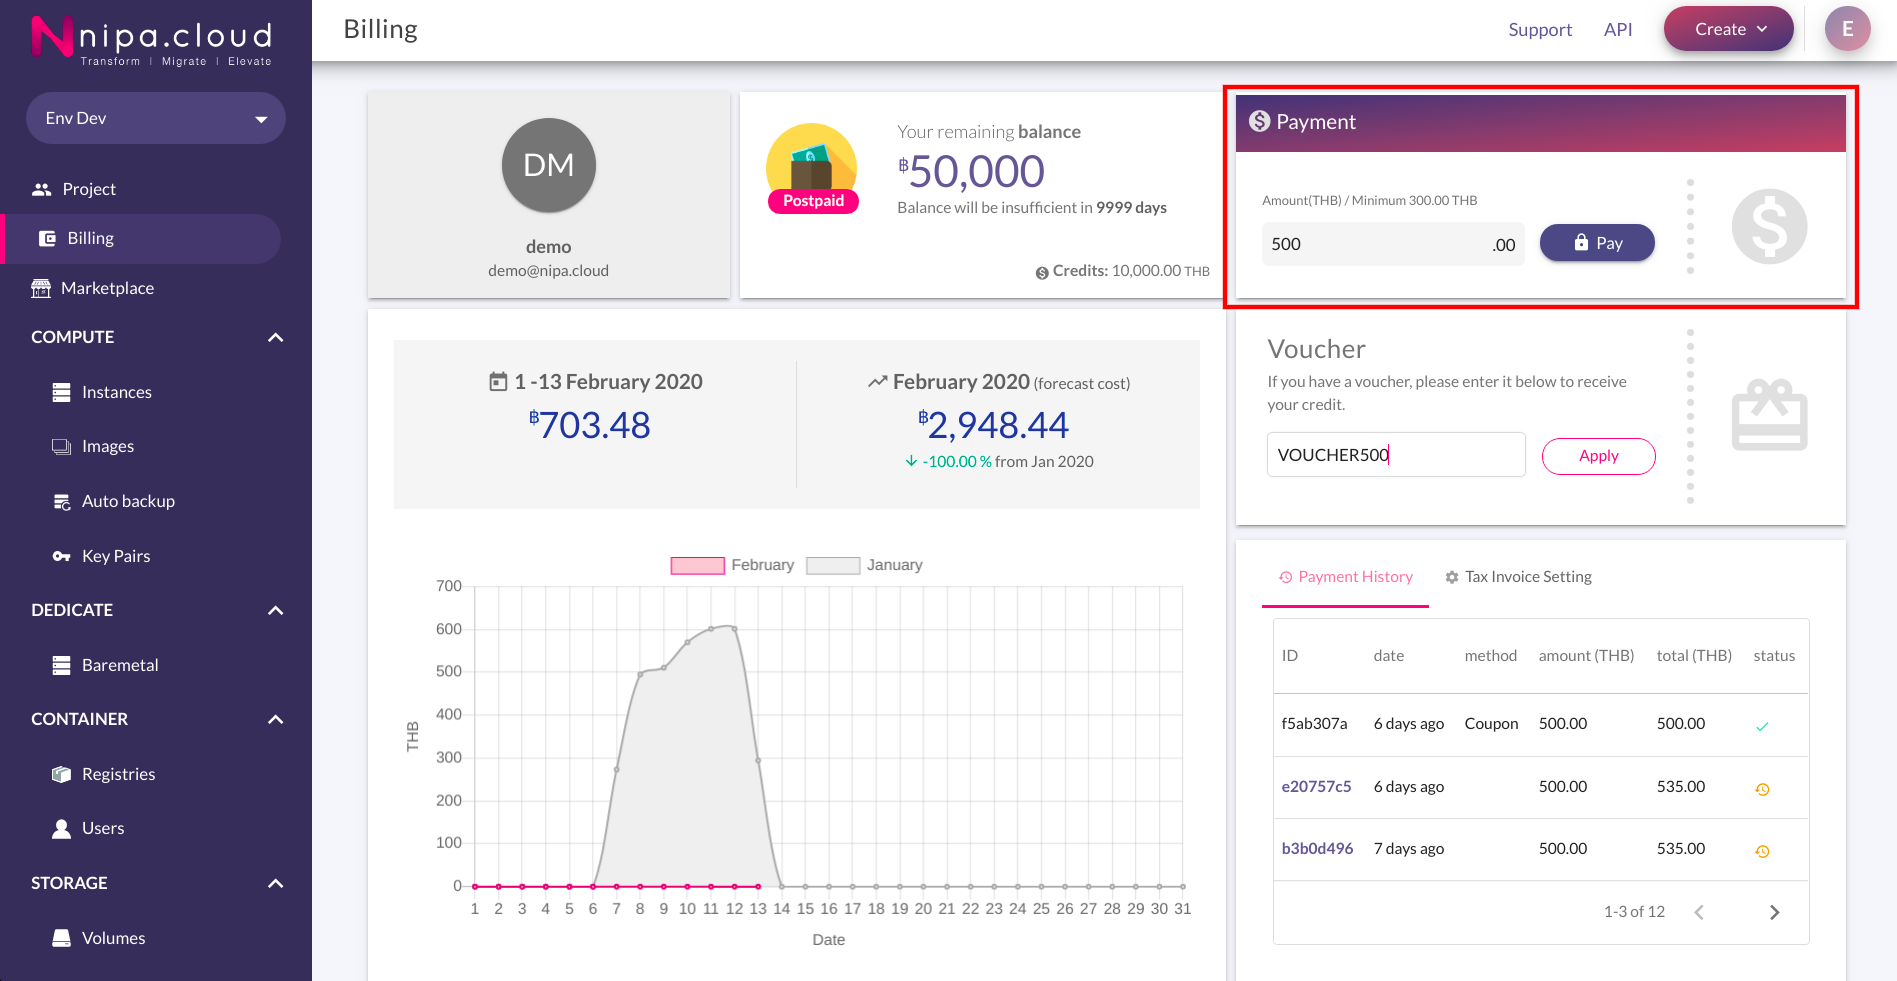 nipa.cloud
Transform | Migrate | Elevate
Env Dev
Project
Billing
Marketplace
COMPUTE
Instances
Images
Auto backup
Key Pairs
DEDICATE
Baremetal
CONTAINER
Registries
Users
STORAGE
Volumes
Billing
Support
API
Create
E
DM
demo
demo@nipa.cloud
Postpaid
Your remaining balance
฿50,000
Balance will be insufficient in 9999 days
Credits: 10,000.00 THB
Payment
Amount(THB) / Minimum 300.00 THB
500 .00
Pay
1 -13 February 2020
฿703.48
February 2020 (forecast cost)
฿2,948.44
-100.00 % from Jan 2020
Voucher
If you have a voucher, please enter it below to receive
your credit.
VOUCHER500
Apply
February January
700
600
500
400
300
200
100
0
THB
1 2 3 4 5 6 7 8 9 10 11 12 13 14 15 16 17 18 19 20 21 22 23 24 25 26 27 28 29 30 31
Date
Payment History
Tax Invoice Setting
ID date method amount (THB) total (THB) status
f5ab307a 6 days ago Coupon 500.00 500.00
e20757c5 6 days ago 500.00 535.00
b3b0d496 7 days ago 500.00 535.00
1-3 of 12